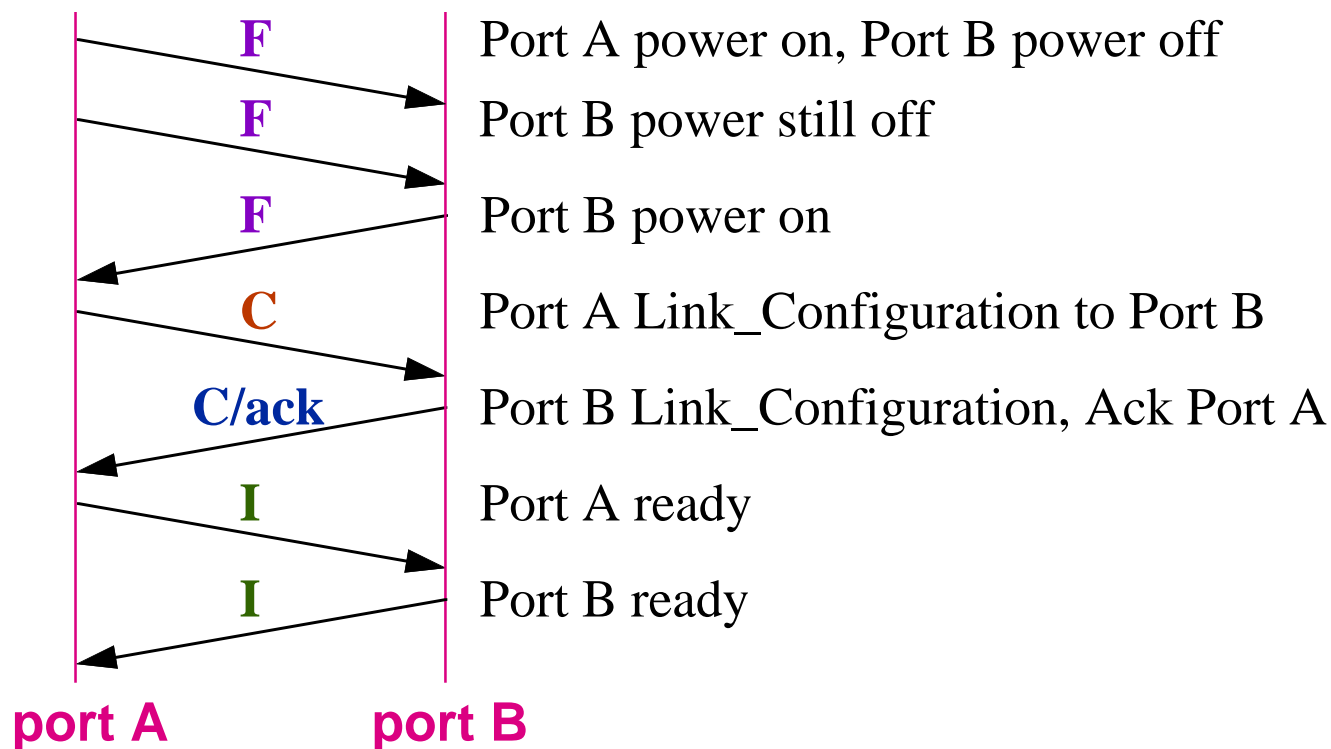 F Port A power on, Port B power off
F Port B power still off
F Port B power on
C Port A Link_Configuration to Port B
C/ack Port B Link_Configuration, Ack Port A
I Port A ready
I Port B ready
port A port B